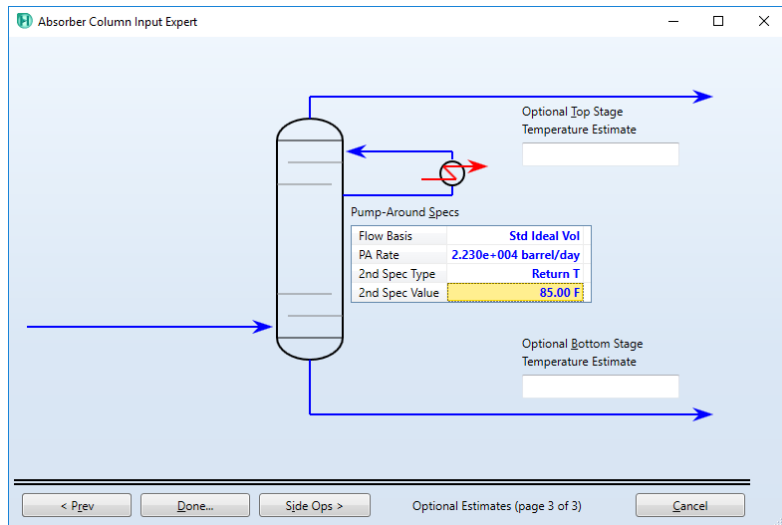 Absorber Column Input Expert
Optional Top Stage
Temperature Estimate
Pump-Around Specs
Flow Basis Std Ideal Vol
PA Rate 2.230e+004 barrel/day
2nd Spec Type Return T
2nd Spec Value 85.00 F
Optional Bottom Stage
Temperature Estimate
< Prev Done... Side Ops > Optional Estimates (page 3 of 3) Cancel